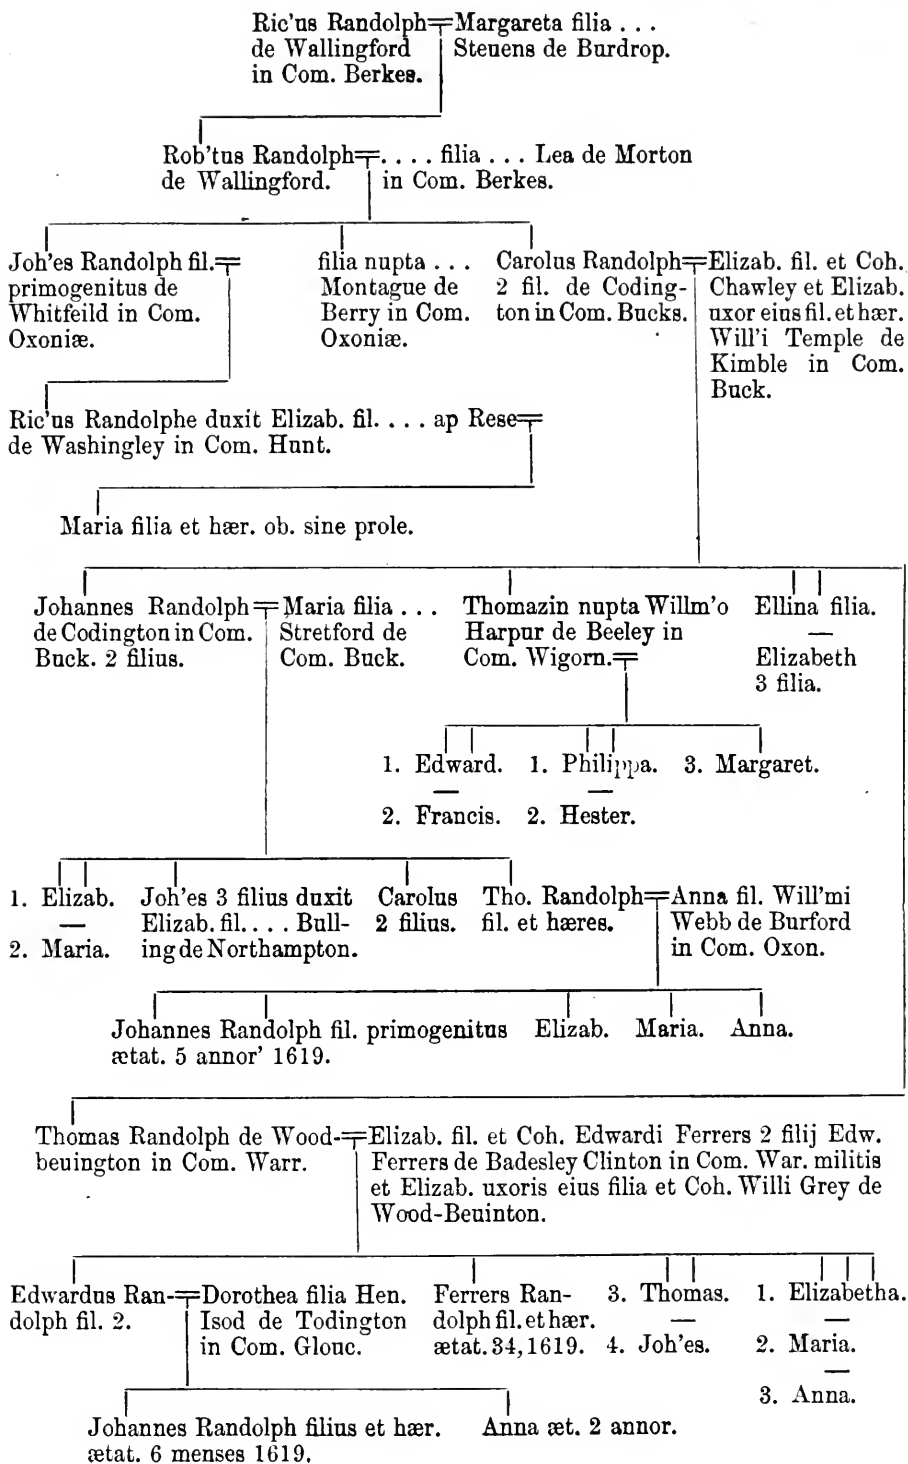 Ric'us Randolph Margareta filia . . .
de Wallingford Steuens de Burdrop.
in Com. Berkes.
Rob'tus Randolph . . . . filia . . . Lea de Morton
de Wallingford. in Com. Berkes.
Joh'es Randolph fil.
primogenitus de
Whitfeild in Com.
Oxoniæ.
filia nupta . . .
Montague de
Berry in Com.
Oxoniæ.
Carolus Randolph
2 fil. de Coding-
ton in Com. Bucks.
Elizab. fil. et Coh.
Chawley et Elizab.
uxor eius fil. et hær.
Will'i Temple de
Kimble in Com.
Buck.
Ric'us Randolphe duxit Elizab. fil. . . . ap Rese
de Washingley in Com. Hunt.
Maria filia et hær. ob. sine prole.
Johannes Randolph
de Codington in Com.
Buck. 2 filius.
Maria filia . . .
Stretford de
Com. Buck.
Thomazin nupta Willm'o
Harpur de Beeley in
Com. Wigorn.
Ellina filia.
—
Elizabeth
3 filia.
1. Edward. 1. Philippa. 3. Margaret.
— —
2. Francis. 2. Hester.
1. Elizab.
—
2. Maria.
Joh'es 3 filius duxit
Elizab. fil. . . . Bull-
ing de Northampton.
Carolus
2 filius.
Tho. Randolph
fil. et hæres.
Anna fil. Will'mi
Webb de Burford
in Com. Oxon.
Johannes Randolph fil. primogenitus Elizab. Maria. Anna.
ætat. 5 annor' 1619.
Thomas Randolph de Wood-
beuington in Com. Warr.
Elizab. fil. et Coh. Edwardi Ferrers 2 filij Edw.
Ferrers de Badesley Clinton in Com. War. militis
et Elizab. uxoris eius filia et Coh. Willi Grey de
Wood-Beuinton.
Edwardus Ran-
dolph fil. 2.
Dorothea filia Hen.
Isod de Todington
in Com. Glouc.
Ferrers Ran-
dolph fil. et hær.
ætat. 34, 1619.
3. Thomas.
—
4. Joh'es.
1. Elizabetha.
—
2. Maria.
—
3. Anna.
Johannes Randolph filius et hær. Anna æt. 2 annor.
ætat. 6 menses 1619.